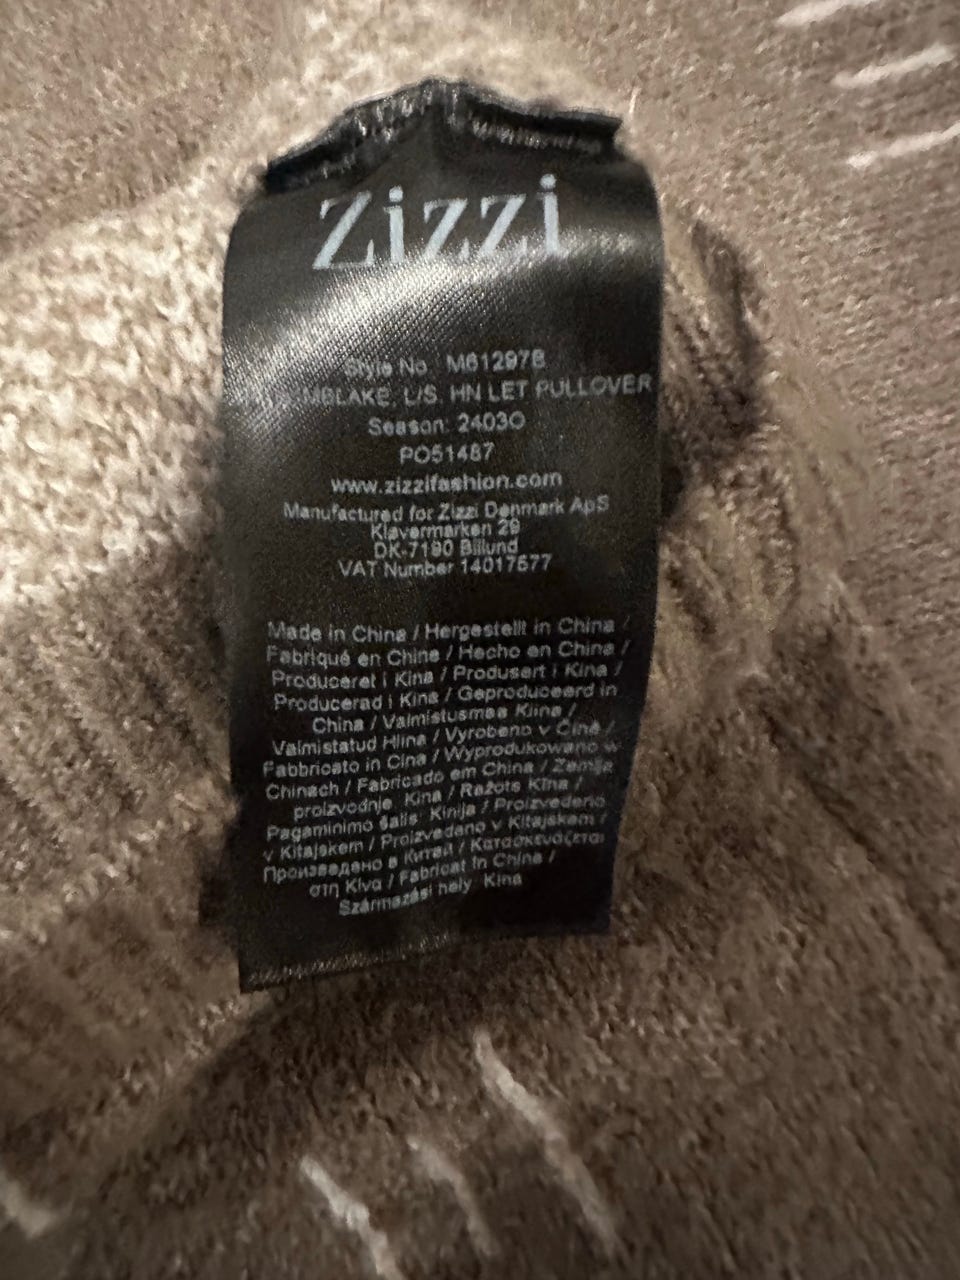 Zizzi
Style No M61297B
MBLAKE, L/S, HN LET PULLOVER
Season: 2403O
PO51487
www.zizzifashion.com
Manufactured for Zizzi Denmark ApS
Kløvermarken 29
DK-7190 Billund
VAT Number 14017577
Made in China / Hergestellt in China /
Fabriqué en Chine / Hecho en China /
Produceret i Kina / Produsert i Kina /
Producerad i Kina / Geproduceerd in
China / Valmistusmaa Kiina /
Valmistatud Hiina / Vyrobeno v Číně /
Fabbricato in Cina / Wyprodukowano w
Chinach / Fabricado em China / Zemlja
proizvodnje Kina / Ražots Ķīna /
Pagaminimo šalis Kinija / Proizvedeno
v Kitajskem / Proizvedano v Kitajskem /
Произведено в Китай / Κατασκευάζεται
στη Κίνα / Fabricat în China /
Származási hely Kína